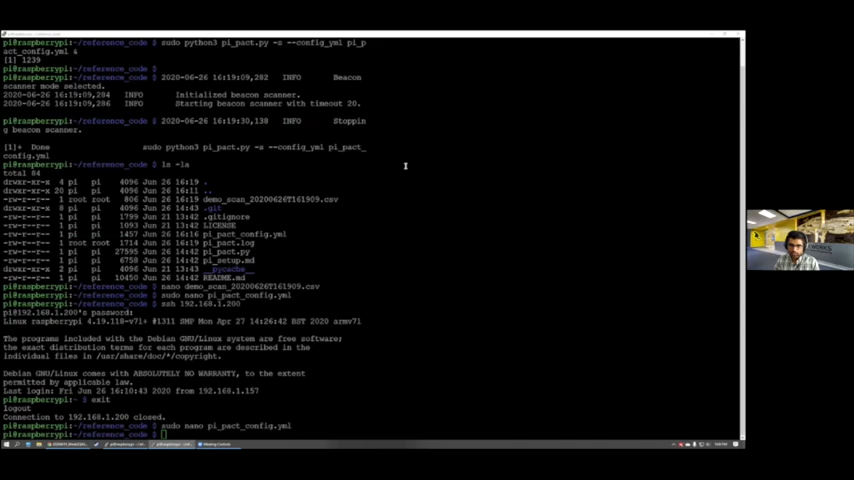 pi@raspberrypi:~/reference_code $ sudo python3 pi_pact.py -s --config_yml pi_p
act_config.yml &
[1] 1239
pi@raspberrypi:~/reference_code $
pi@raspberrypi:~/reference_code $ 2020-06-26 16:19:09,282   INFO     Beacon
scanner mode selected.
2020-06-26 16:19:09,284   INFO     Initialized beacon scanner.
2020-06-26 16:19:09,286   INFO     Starting beacon scanner with timeout 20.
pi@raspberrypi:~/reference_code $ 2020-06-26 16:19:30,138   INFO     Stoppin
g beacon scanner.
[1]+  Done                    sudo python3 pi_pact.py -s --config_yml pi_pact_
config.yml
pi@raspberrypi:~/reference_code $ ls -la
total 84
drwxr-xr-x  4 pi   pi    4096 Jun 26 16:19 .
drwxr-xr-x 20 pi   pi    4096 Jun 26 16:11 ..
-rw-r--r--  1 root root   806 Jun 26 16:19 demo_scan_20200626T161909.csv
drwxr-xr-x  8 pi   pi    4096 Jun 26 14:43 .git
-rw-r--r--  1 pi   pi    1799 Jun 21 13:42 .gitignore
-rw-r--r--  1 pi   pi    1093 Jun 21 13:42 LICENSE
-rw-r--r--  1 pi   pi    1457 Jun 26 16:16 pi_pact_config.yml
-rw-r--r--  1 root root  1714 Jun 26 16:19 pi_pact.log
-rw-r--r--  1 pi   pi   27595 Jun 26 14:42 pi_pact.py
-rw-r--r--  1 pi   pi    6758 Jun 26 14:42 pi_setup.md
drwxr-xr-x  2 pi   pi    4096 Jun 21 13:43 __pycache__
-rw-r--r--  1 pi   pi   10450 Jun 26 14:42 README.md
pi@raspberrypi:~/reference_code $ nano demo_scan_20200626T161909.csv
pi@raspberrypi:~/reference_code $ sudo nano pi_pact_config.yml
pi@raspberrypi:~/reference_code $ ssh 192.168.1.200
pi@192.168.1.200's password:
Linux raspberrypi 4.19.118-v7l+ #1311 SMP Mon Apr 27 14:26:42 BST 2020 armv7l
The programs included with the Debian GNU/Linux system are free software;
the exact distribution terms for each program are described in the
individual files in /usr/share/doc/*/copyright.
Debian GNU/Linux comes with ABSOLUTELY NO WARRANTY, to the extent
permitted by applicable law.
Last login: Fri Jun 26 16:10:43 2020 from 192.168.1.157
pi@raspberrypi:~ $ exit
logout
Connection to 192.168.1.200 closed.
pi@raspberrypi:~/reference_code $ sudo nano pi_pact_config.yml
pi@raspberrypi:~/reference_code $